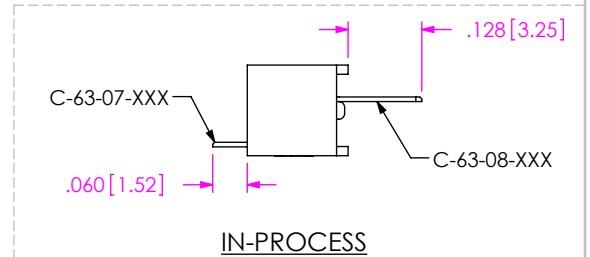 .128[3.25]
C-63-07-XXX
C-63-08-XXX
.060[1.52]
IN-PROCESS